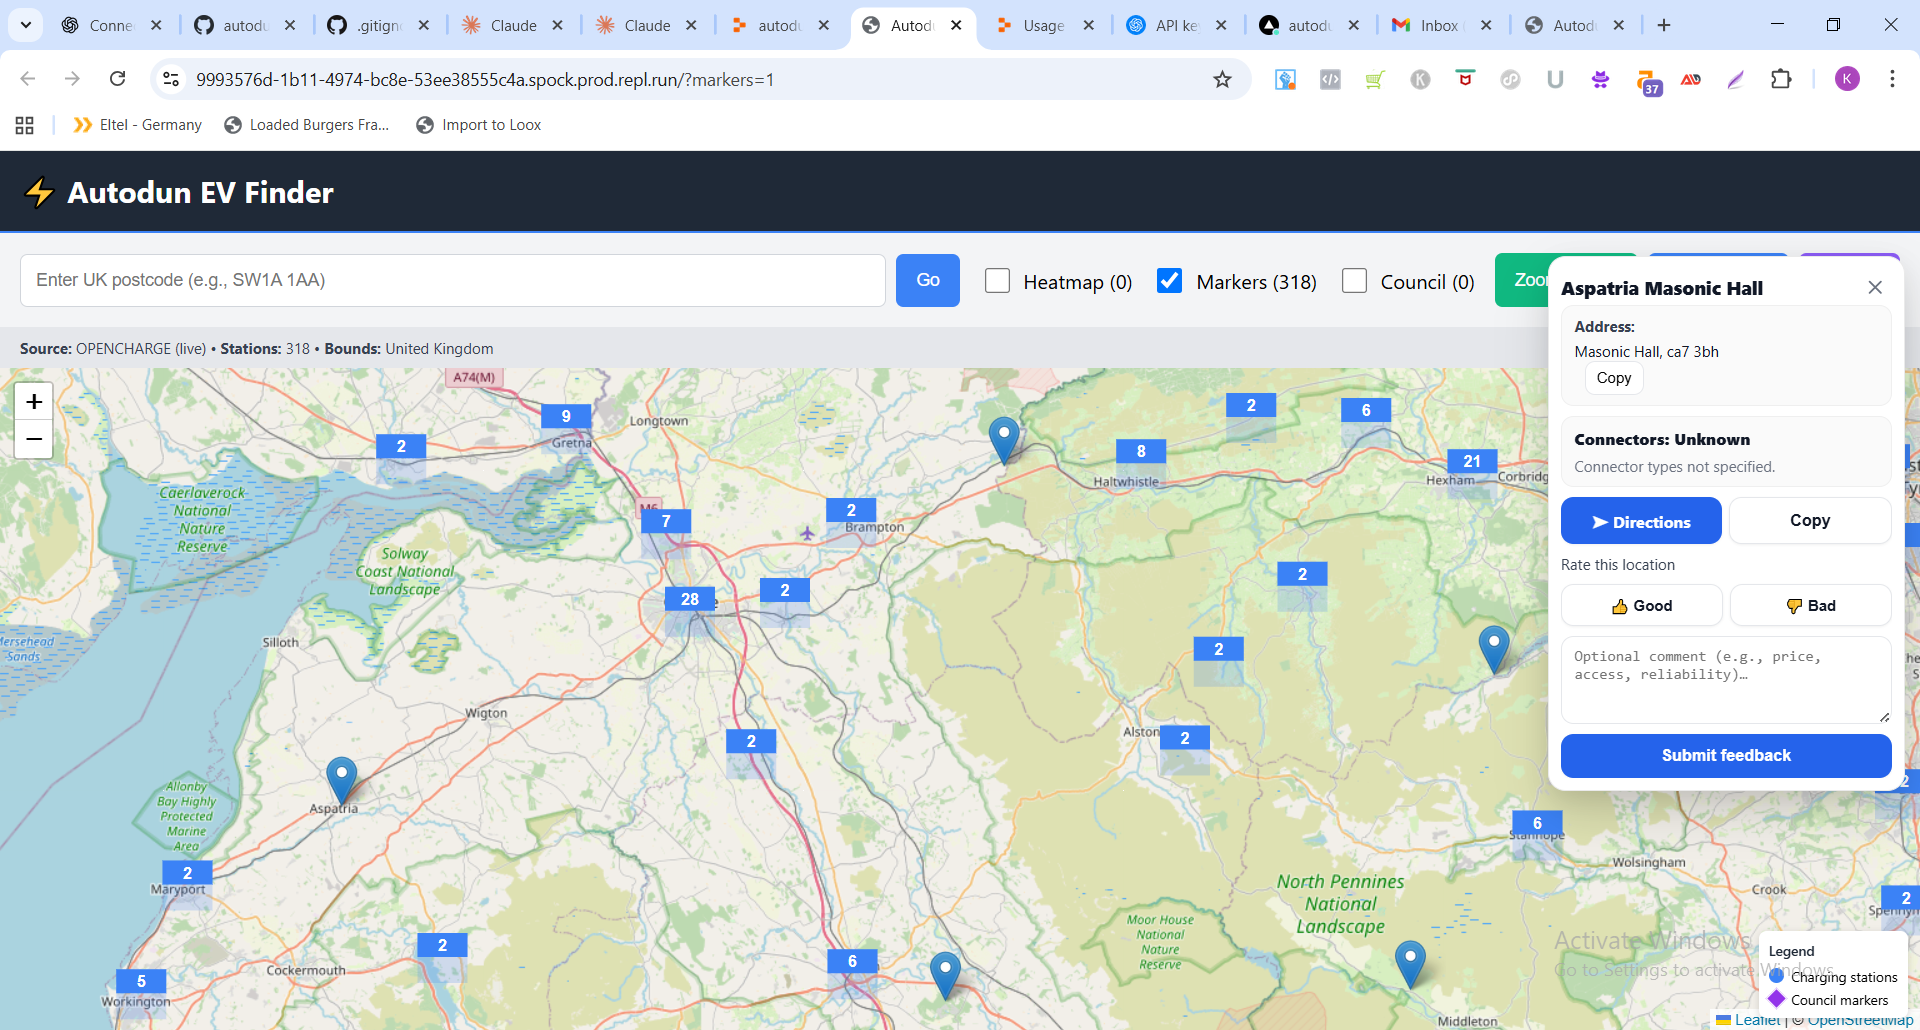 Conne
autodu
.gitign
Claude
Claude
autodu
Autodu
Usage
API ke
autodu
Inbox
Autodu
9993576d-1b11-4974-bc8e-53ee38555c4a.spock.prod.repl.run/?markers=1
37
K
Eltel - Germany
Loaded Burgers Fra...
Import to Loox
Autodun EV Finder
Enter UK postcode (e.g., SW1A 1AA)
Go
Heatmap (0)
Markers (318)
Council (0)
Zoo
Source: OPENCHARGE (live) • Stations: 318 • Bounds: United Kingdom
Aspatria Masonic Hall
Address:
Masonic Hall, ca7 3bh
Copy
Connectors: Unknown
Connector types not specified.
Directions
Copy
Rate this location
Good
Bad
Optional comment (e.g., price,
access, reliability)…
Submit feedback
+
−
A74(M)
9
Gretna
Longtown
2
Caerlaverock
National
Nature
Reserve
Solway
Coast National
Landscape
M6
7
2
Brampton
2
6
8
Haltwhistle
21
Hexham
Corbridg
28
2
2
2
Mersehead
Sands
Silloth
Wigton
2
Alston
2
Aspatria
Allonby
Bay Highly
Protected
Marine
Area
2
Maryport
6
Stanhope
Wolsingham
Crook
2
2
North Pennines
National
Landscape
Moor House
National
Nature
Reserve
2
Cockermouth
6
5
Workington
Middleton
Activate Windows
Go to Settings to activate Windows.
Legend
Charging stations
Council markers
Leaflet | © OpenStreetMap